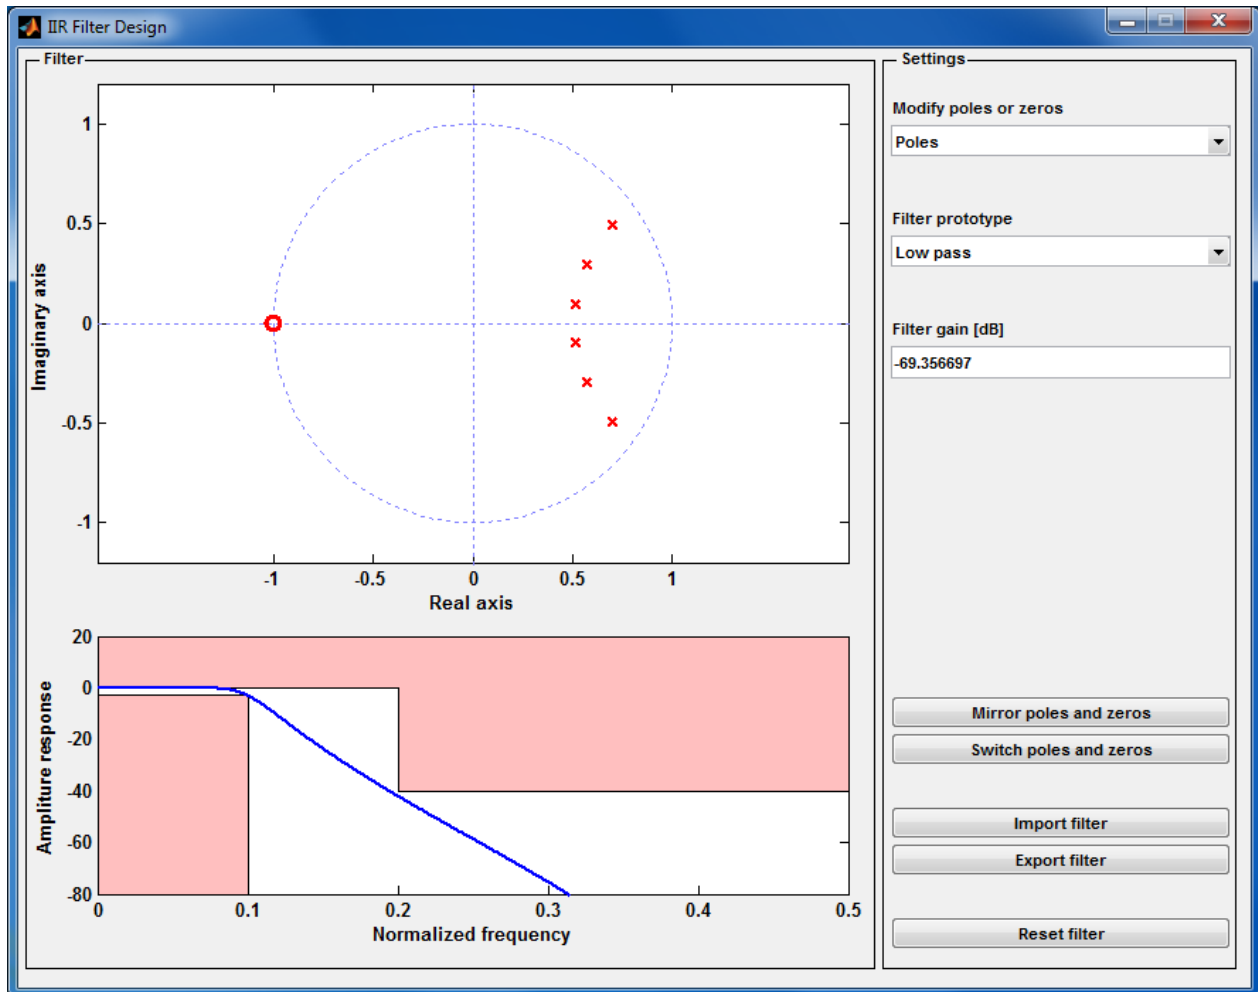 IIR Filter Design
Filter
1
0.5
0
-0.5
-1
Imaginary axis
-1 -0.5 0 0.5 1
Real axis
20
0
-20
-40
-60
-80
Ampliture response
0 0.1 0.2 0.3 0.4 0.5
Normalized frequency
Settings
Modify poles or zeros
Poles
Filter prototype
Low pass
Filter gain [dB]
-69.356697
Mirror poles and zeros
Switch poles and zeros
Import filter
Export filter
Reset filter